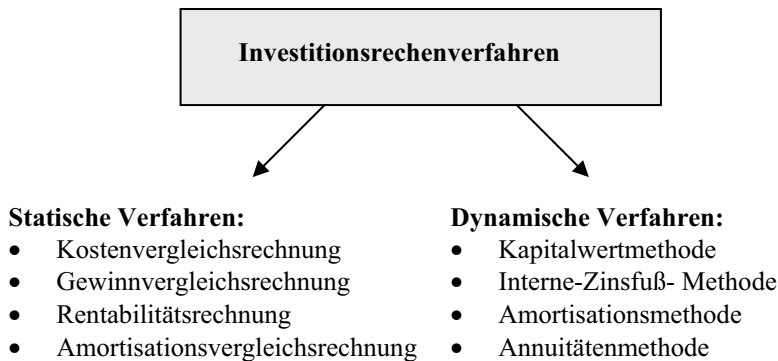 Investitionsrechenverfahren
Statische Verfahren:
• Kostenvergleichsrechnung
• Gewinnvergleichsrechnung
• Rentabilitätsrechnung
• Amortisationsvergleichsrechnung
Dynamische Verfahren:
• Kapitalwertmethode
• Interne-Zinsfuß- Methode
• Amortisationsmethode
• Annuitätenmethode